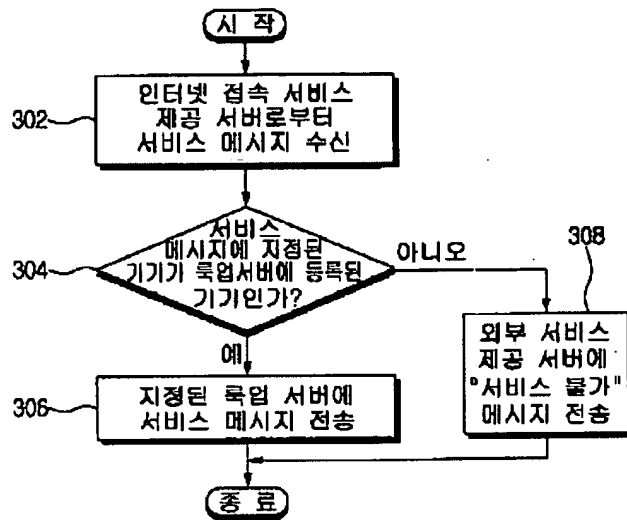 시 작
302
인터넷 접속 서비스
제공 서버로부터
서비스 메시지 수신
304
서비스
메시지에 지정된
기기가 룩업서버에 등록된
기기인가?
아니오
308
예
외부 서비스
제공 서버에
"서비스 불가"
메시지 전송
306
지정된 룩업 서버에
서비스 메시지 전송
종 료